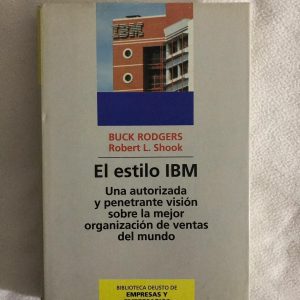 IBM
BUCK RODGERS
Robert L. Shook
El estilo IBM
Una autorizada
y penetrante visión
sobre la mejor
organización de ventas
del mundo
BIBLIOTECA DEUSTO DE
EMPRESAS Y